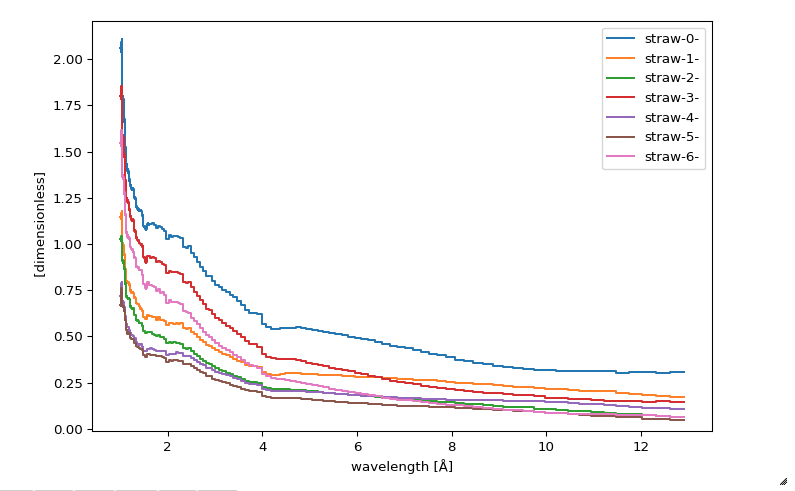 straw-0-
straw-1-
straw-2-
straw-3-
straw-4-
straw-5-
straw-6-
2.00
1.75
1.50
1.25
1.00
0.75
0.50
0.25
0.00
[dimensionless]
2 4 6 8 10 12
wavelength [Å]